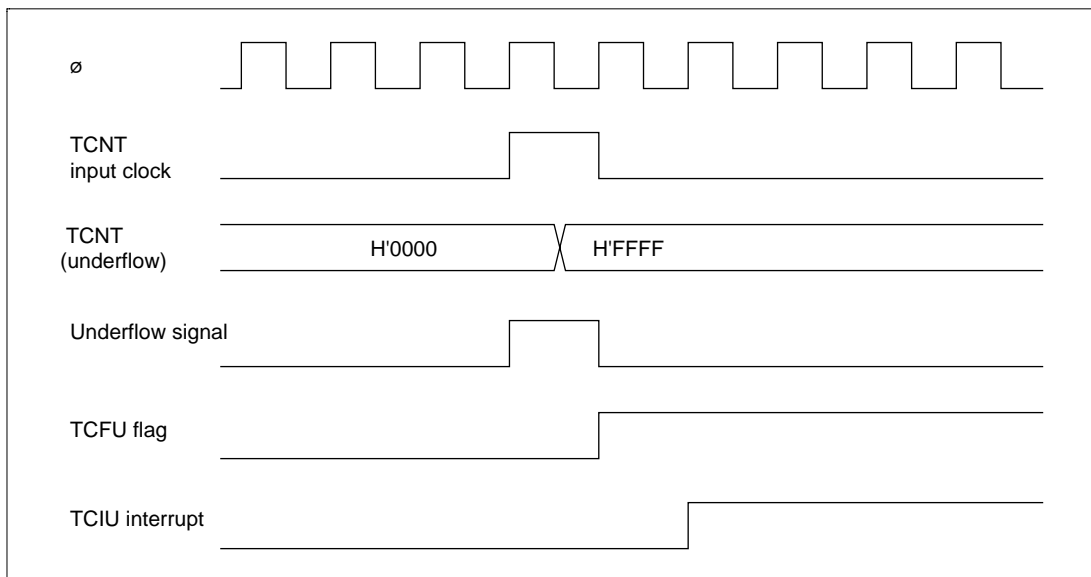 ø
TCNT
input clock
TCNT
(underflow)
H'0000
H'FFFF
Underflow signal
TCFU flag
TCIU interrupt